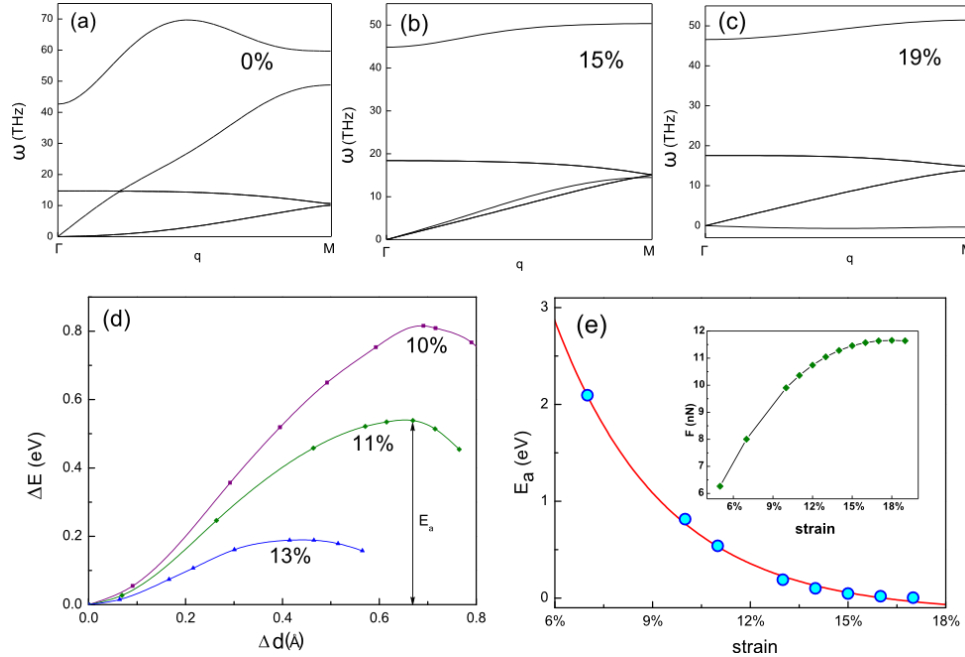 (a)
0%
70
60
50
40
30
20
10
0
ω (THz)
Γ
q
M
(b)
15%
50
40
30
20
10
0
ω (THz)
Γ
q
M
(c)
19%
50
40
30
20
10
0
ω (THz)
Γ
q
M
(d)
10%
11%
13%
Eₐ
0.8
0.6
0.4
0.2
0.0
ΔE (eV)
0.0 0.2 0.4 0.6 0.8
Δd(Å)
(e)
3
2
1
0
Eₐ (eV)
6% 9% 12% 15% 18%
strain
12
11
10
9
8
7
6
F (nN)
6% 9% 12% 15% 18%
strain